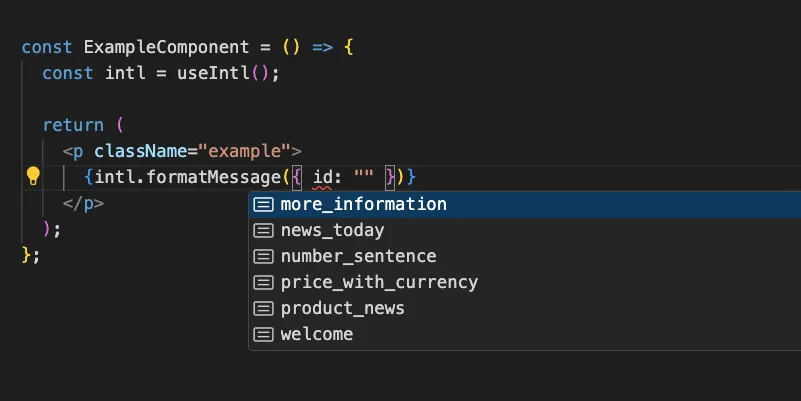 const ExampleComponent = () => {
  const intl = useIntl();
  return (
    <p className="example">
      {intl.formatMessage({ id: "" })}
    </p>
  );
};
more_information
news_today
number_sentence
price_with_currency
product_news
welcome